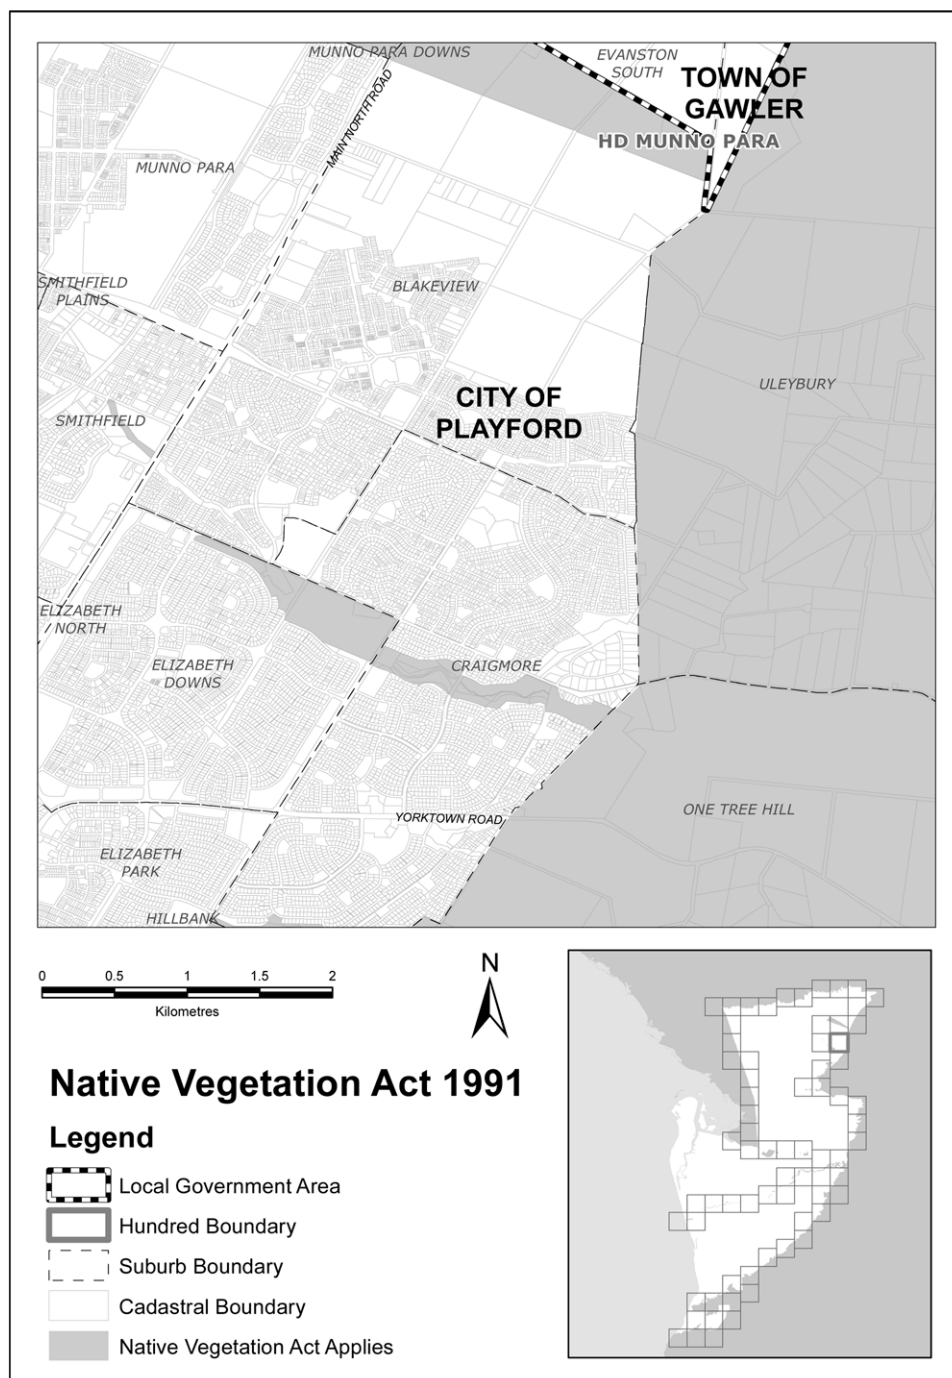 MUNNO PARA DOWNS
EVANSTON
SOUTH
TOWN OF
GAWLER
HD MUNNO PARA
MAIN NORTH ROAD
MUNNO PARA
SMITHFIELD
PLAINS
BLAKEVIEW
ULEYBURY
CITY OF
PLAYFORD
SMITHFIELD
ELIZABETH
NORTH
ELIZABETH
DOWNS
CRAIGMORE
ONE TREE HILL
YORKTOWN ROAD
ELIZABETH
PARK
HILLBANK
0 0.5 1 1.5 2
Kilometres
N
Native Vegetation Act 1991
Legend
Local Government Area
Hundred Boundary
Suburb Boundary
Cadastral Boundary
Native Vegetation Act Applies